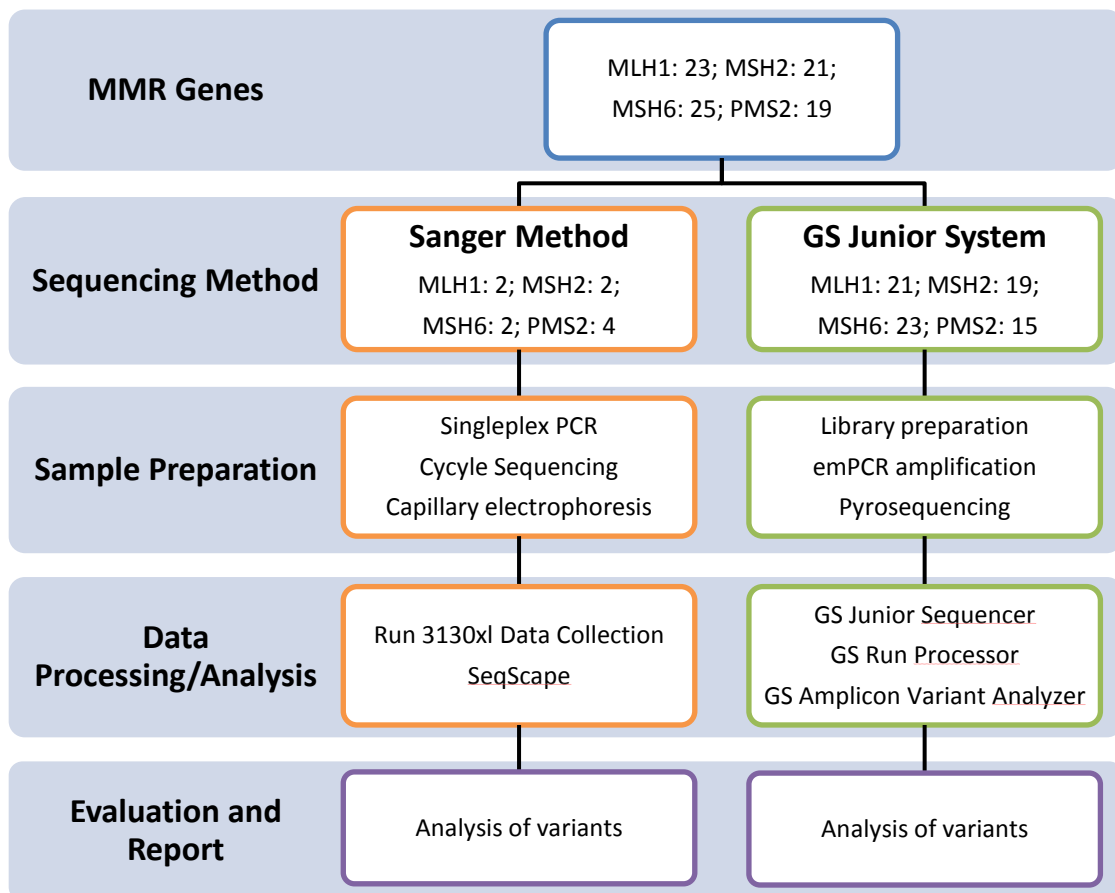 MMR Genes
MLH1: 23; MSH2: 21;
MSH6: 25; PMS2: 19
Sequencing Method
Sanger Method
MLH1: 2; MSH2: 2;
MSH6: 2; PMS2: 4
GS Junior System
MLH1: 21; MSH2: 19;
MSH6: 23; PMS2: 15
Sample Preparation
Singleplex PCR
Cycyle Sequencing
Capillary electrophoresis
Library preparation
emPCR amplification
Pyrosequencing
Data
Processing/Analysis
Run 3130xl Data Collection
SeqScape
GS Junior Sequencer
GS Run Processor
GS Amplicon Variant Analyzer
Evaluation and
Report
Analysis of variants
Analysis of variants